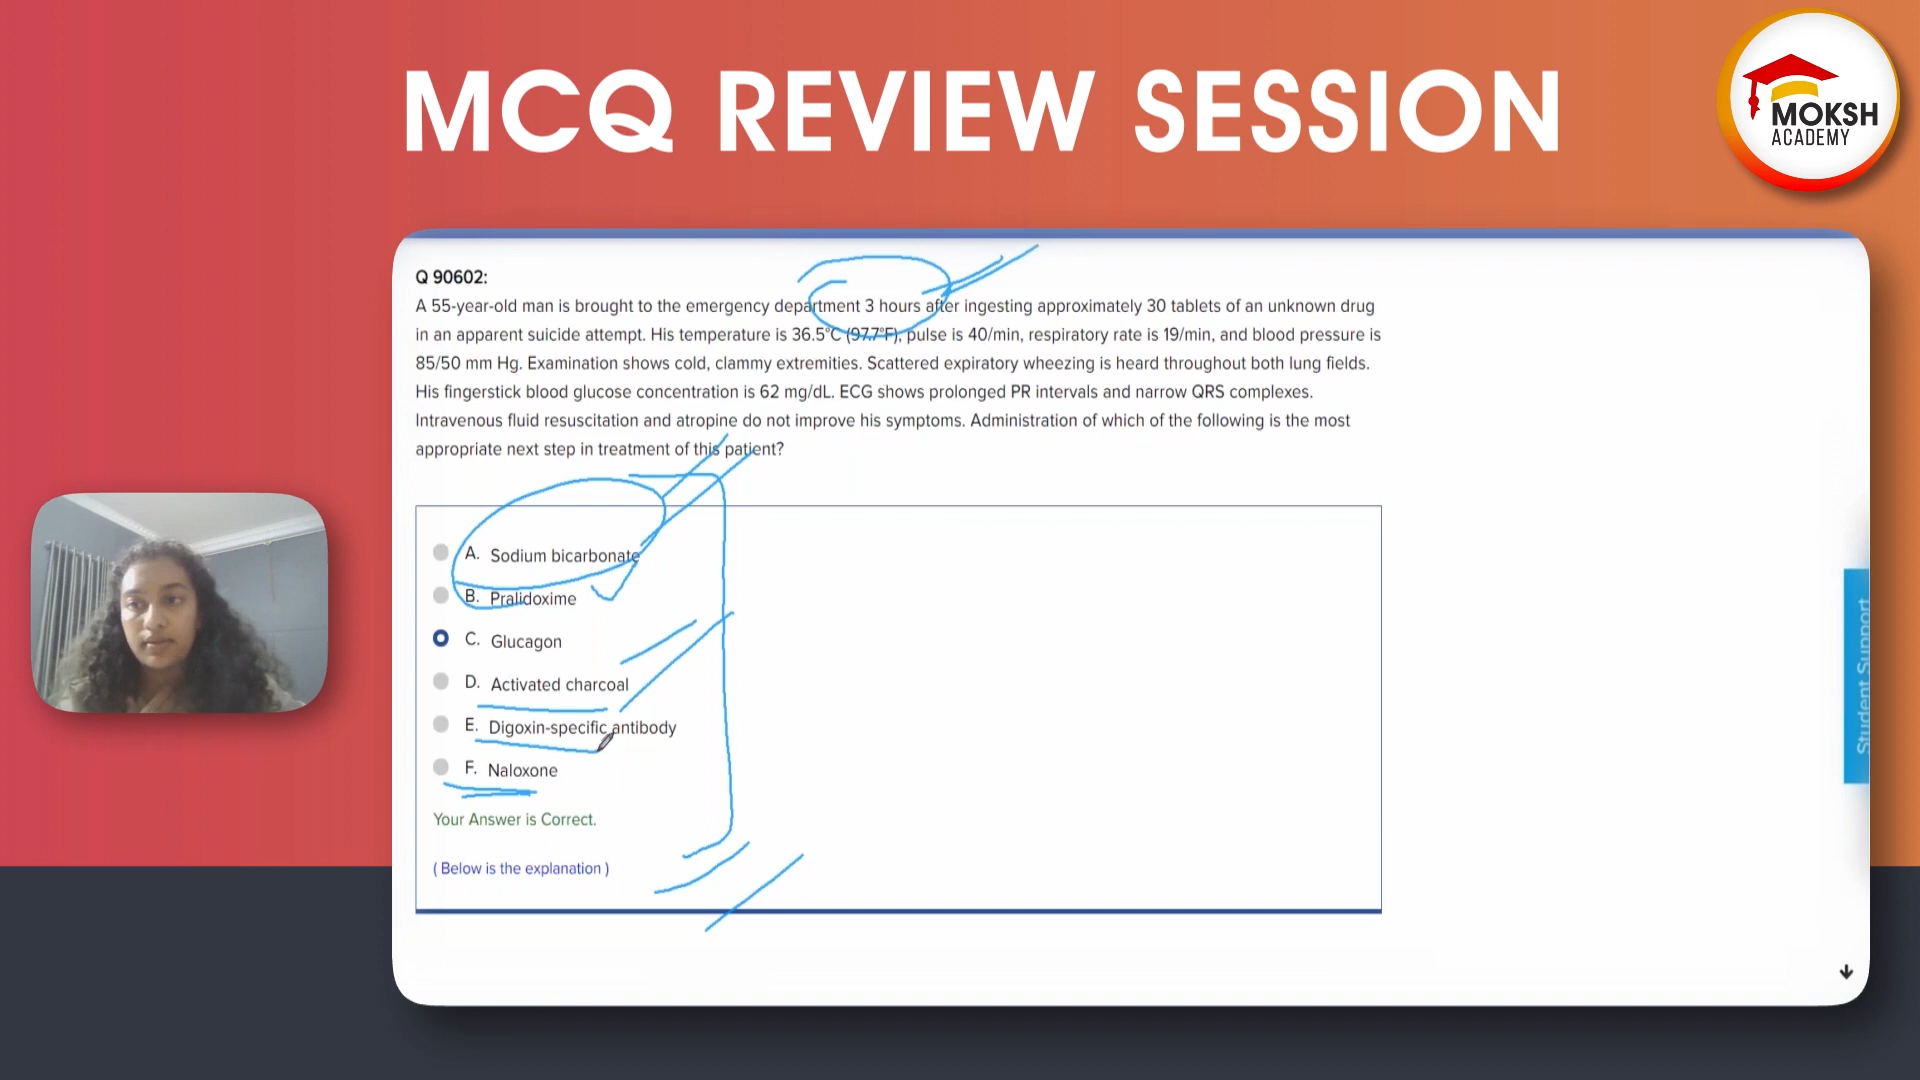 MCQ REVIEW SESSION
MOKSH
ACADEMY
Q 90602:
A 55-year-old man is brought to the emergency department 3 hours after ingesting approximately 30 tablets of an unknown drug
in an apparent suicide attempt. His temperature is 36.5°C (97.7°F), pulse is 40/min, respiratory rate is 19/min, and blood pressure is
85/50 mm Hg. Examination shows cold, clammy extremities. Scattered expiratory wheezing is heard throughout both lung fields.
His fingerstick blood glucose concentration is 62 mg/dL. ECG shows prolonged PR intervals and narrow QRS complexes.
Intravenous fluid resuscitation and atropine do not improve his symptoms. Administration of which of the following is the most
appropriate next step in treatment of this patient?
A. Sodium bicarbonate
B. Pralidoxime
C. Glucagon
D. Activated charcoal
E. Digoxin-specific antibody
F. Naloxone
Your Answer is Correct.
( Below is the explanation )
Student Support